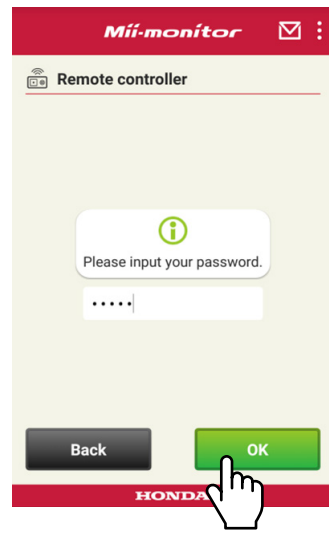 Mii-monitor
Remote controller
Please input your password.
•••••
Back
OK
HONDA